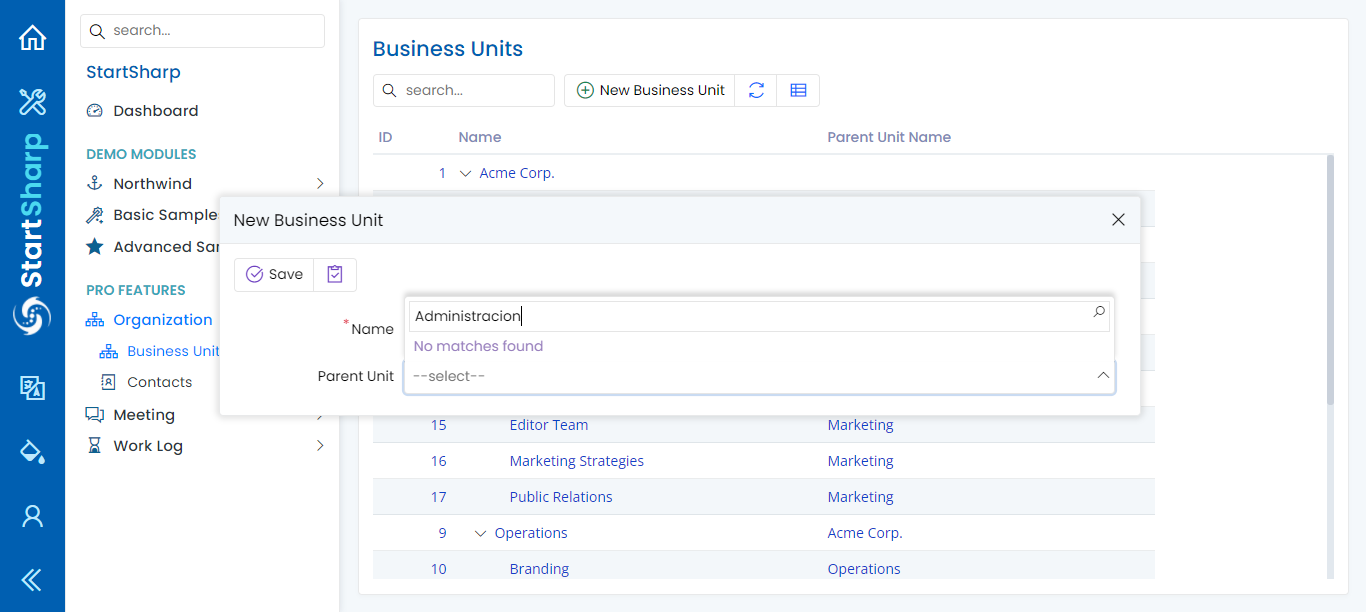 search...
StartSharp
Dashboard
DEMO MODULES
Northwind
Basic Sample
Advanced Sa
PRO FEATURES
Organization
Business Unit
Contacts
Meeting
Work Log
StartSharp
Business Units
search...
New Business Unit
ID Name Parent Unit Name
1 Acme Corp.
New Business Unit
Save
*Name
Administracion
No matches found
Parent Unit --select--
15 Editor Team Marketing
16 Marketing Strategies Marketing
17 Public Relations Marketing
9 Operations Acme Corp.
10 Branding Operations